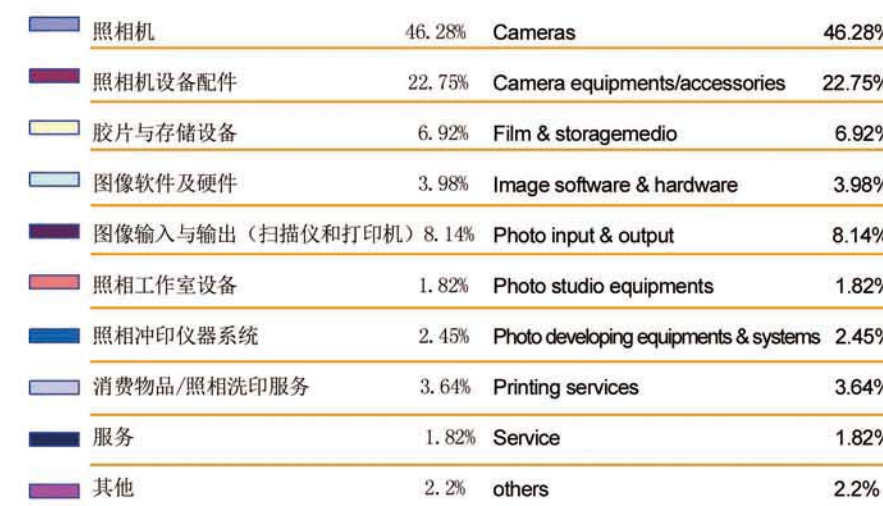 照相机 46.28% Cameras 46.28%
照相机设备配件 22.75% Camera equipments/accessories 22.75%
胶片与存储设备 6.92% Film & storagemedio 6.92%
图像软件及硬件 3.98% Image software & hardware 3.98%
图像输入与输出（扫描仪和打印机）8.14% Photo input & output 8.14%
照相工作室设备 1.82% Photo studio equipments 1.82%
照相冲印仪器系统 2.45% Photo developing equipments & systems 2.45%
消费物品/照相洗印服务 3.64% Printing services 3.64%
服务 1.82% Service 1.82%
其他 2.2% others 2.2%